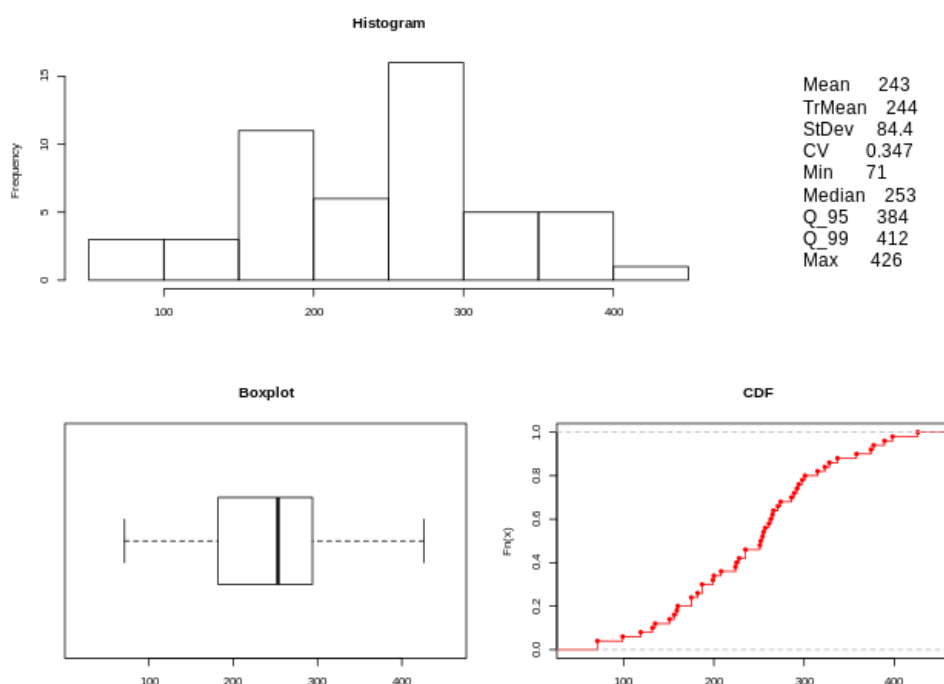 Histogram
Frequency
15
10
5
0
100 200 300 400
Mean 243
TrMean 244
StDev 84.4
CV 0.347
Min 71
Median 253
Q_95 384
Q_99 412
Max 426
Boxplot
100 200 300 400
CDF
Fn(x)
1.0
0.8
0.6
0.4
0.2
0.0
100 200 300 400